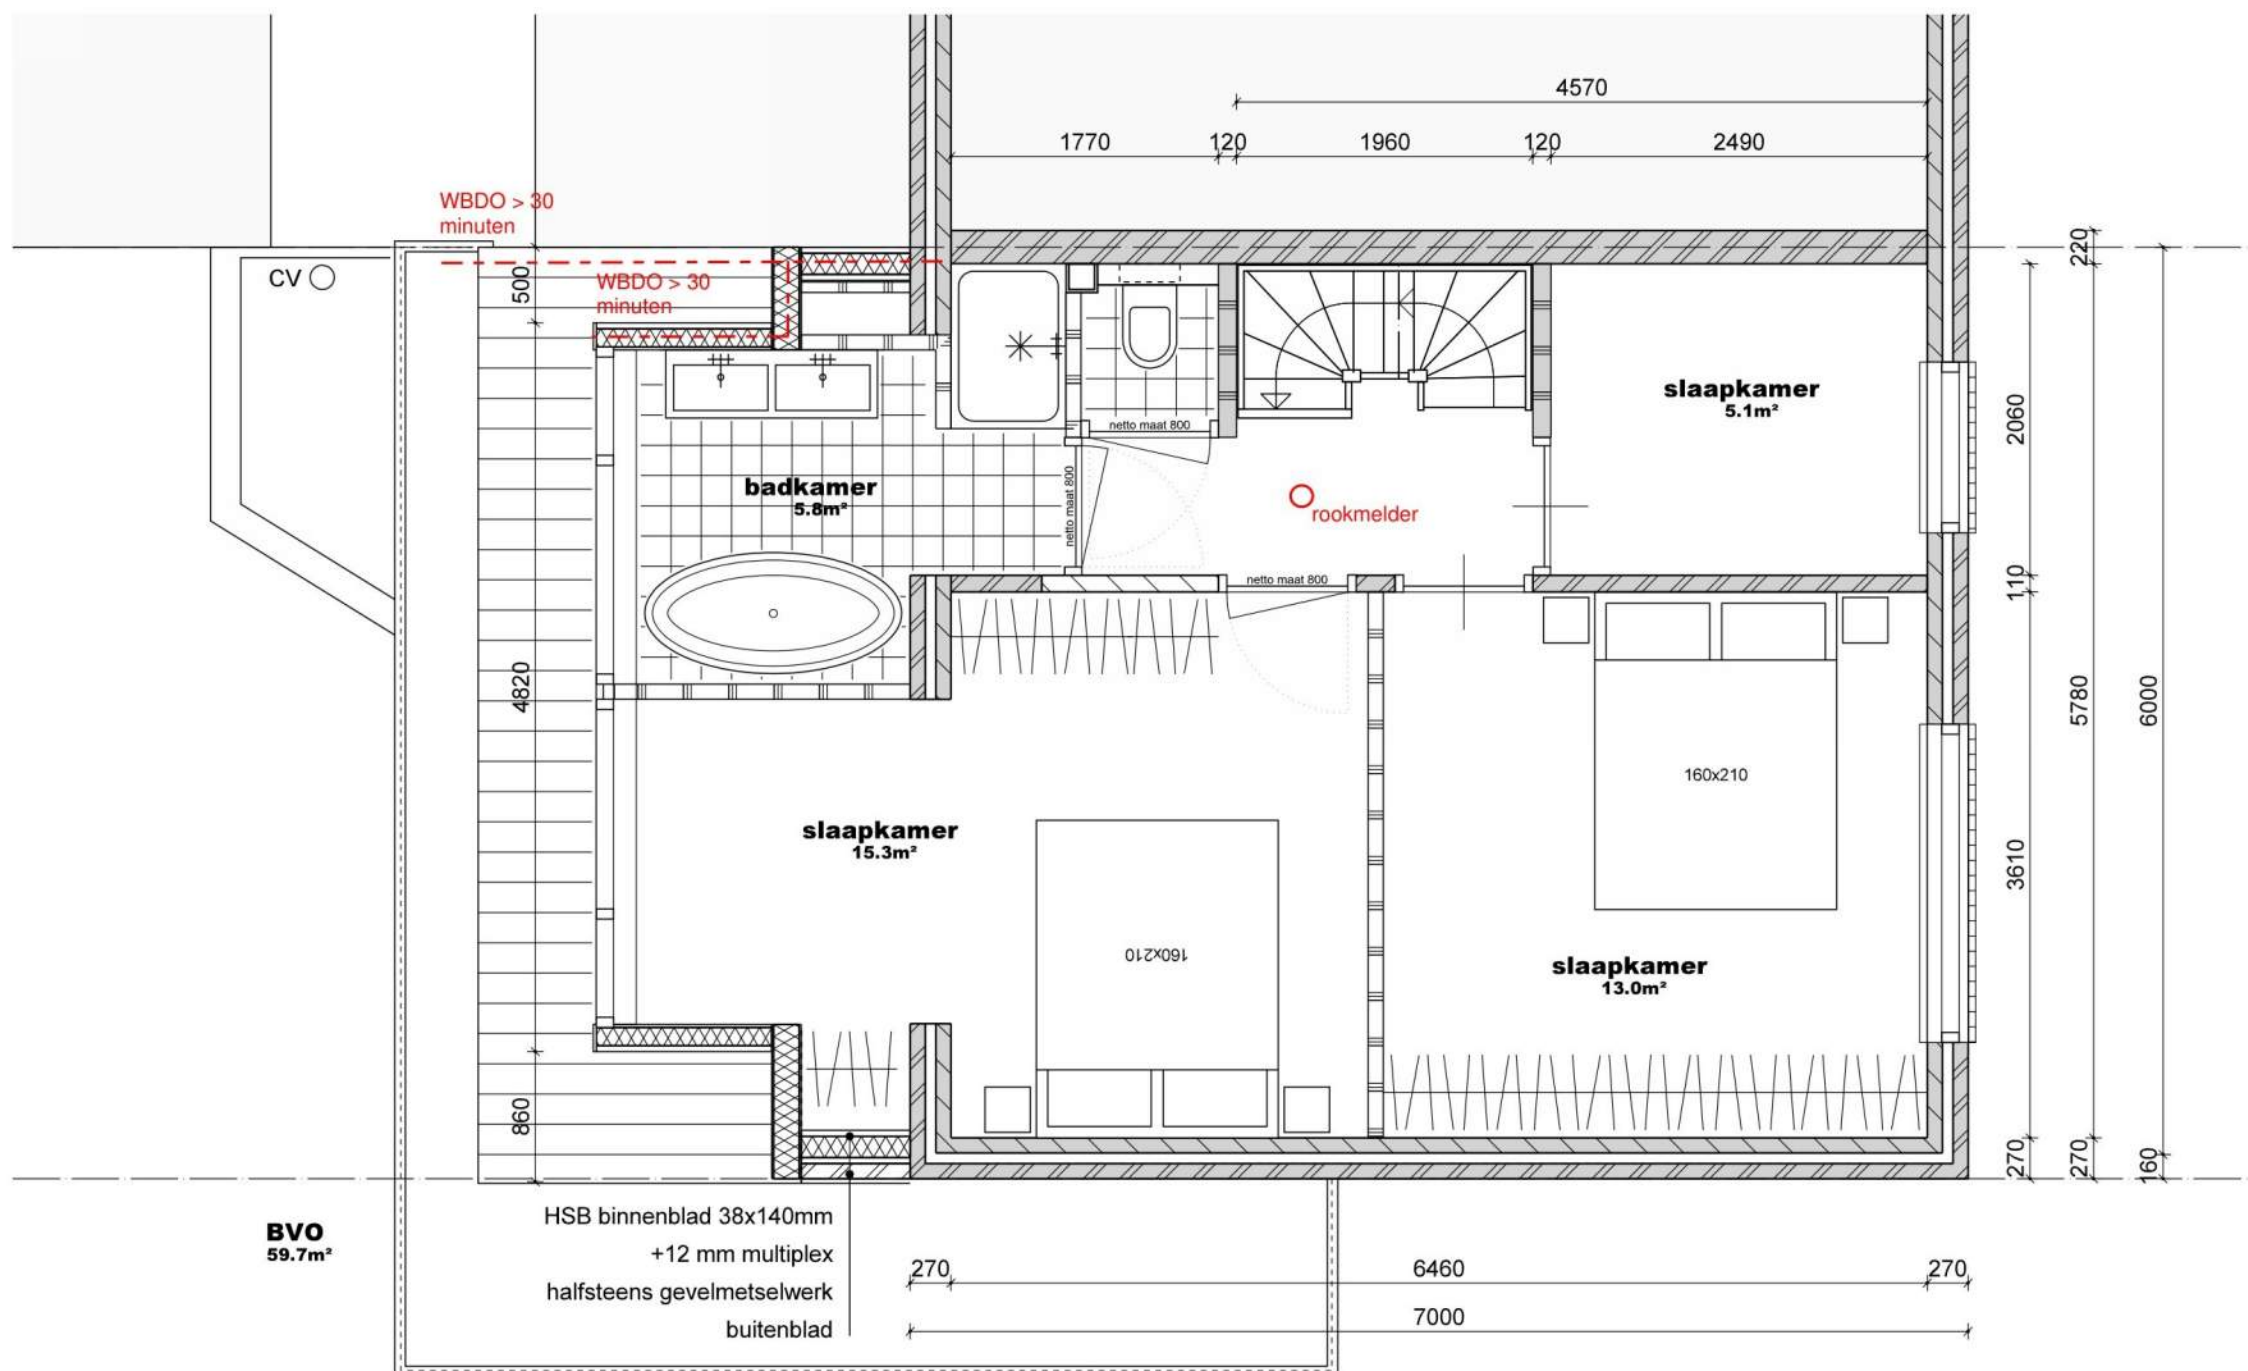 4570
1770
120
1960
120
2490
WBDO > 30
minuten
220
CV
500
WBDO > 30
minuten
slaapkamer
5.1m²
2060
netto maat 800
badkamer
5.8m²
netto maat 800
rookmelder
netto maat 800
110
4820
5780
6000
160x210
slaapkamer
15.3m²
3610
160x210
slaapkamer
13.0m²
860
270
270
160
HSB binnenblad 38x140mm
+12 mm multiplex
halfsteens gevelmetselwerk
buitenblad
BVO
59.7m²
270
6460
270
7000